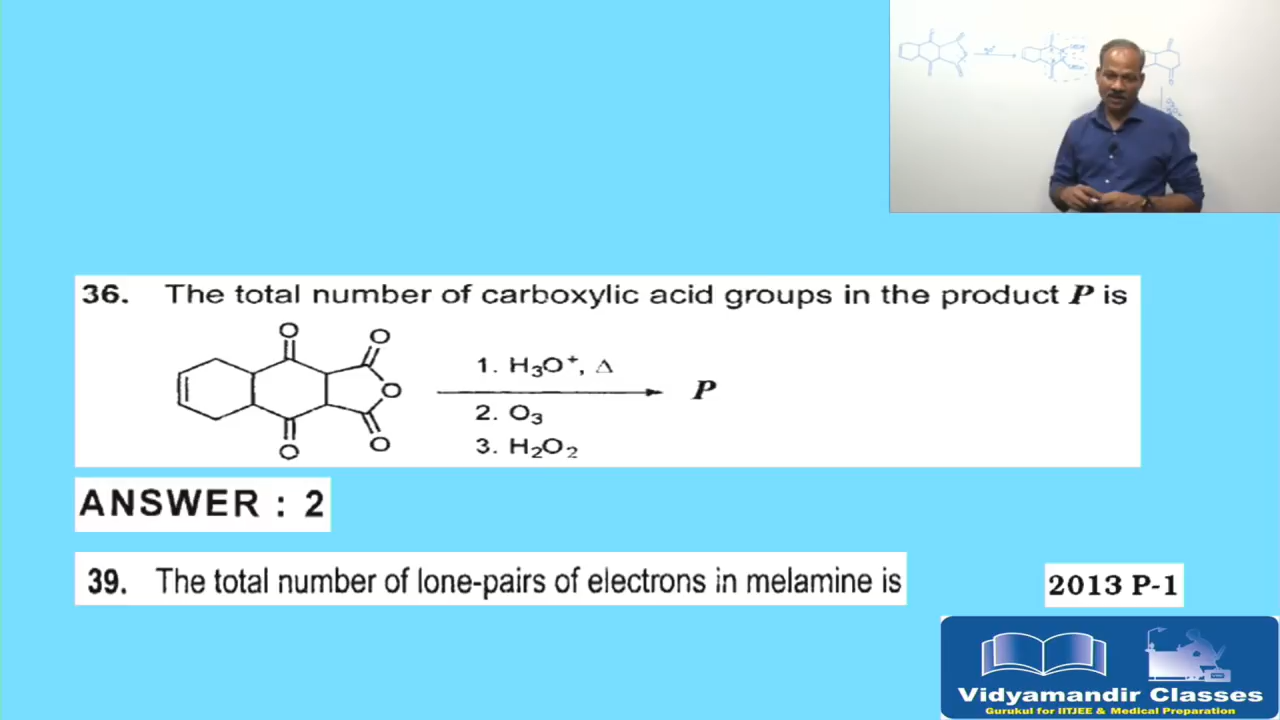 36. The total number of carboxylic acid groups in the product P is
O
O
O
O
O
1. H₃O⁺, Δ
2. O₃
3. H₂O₂
P
ANSWER : 2
39. The total number of lone-pairs of electrons in melamine is
2013 P-1
Vidyamandir Classes
Gurukul for IITJEE & Medical Preparation